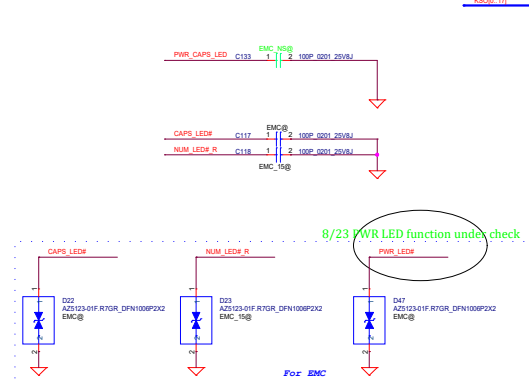 EMC_NS@
PWR_CAPS_LED C133 1 2 100P_0201_25V8J
EMC@
CAPS_LED# C117 1 2 100P_0201_25V8J
NUM_LED#_R C118 1 2 100P_0201_25V8J
EMC_15@
8/23 PWR LED function under check
CAPS_LED# NUM_LED#_R PWR_LED#
1 1 1
D22 D23 D47
AZ5123-01F.R7GR_DFN1006P2X2 AZ5123-01F.R7GR_DFN1006P2X2 AZ5123-01F.R7GR_DFN1006P2X2
EMC@ EMC_15@ EMC@
2 2 2
For EMC